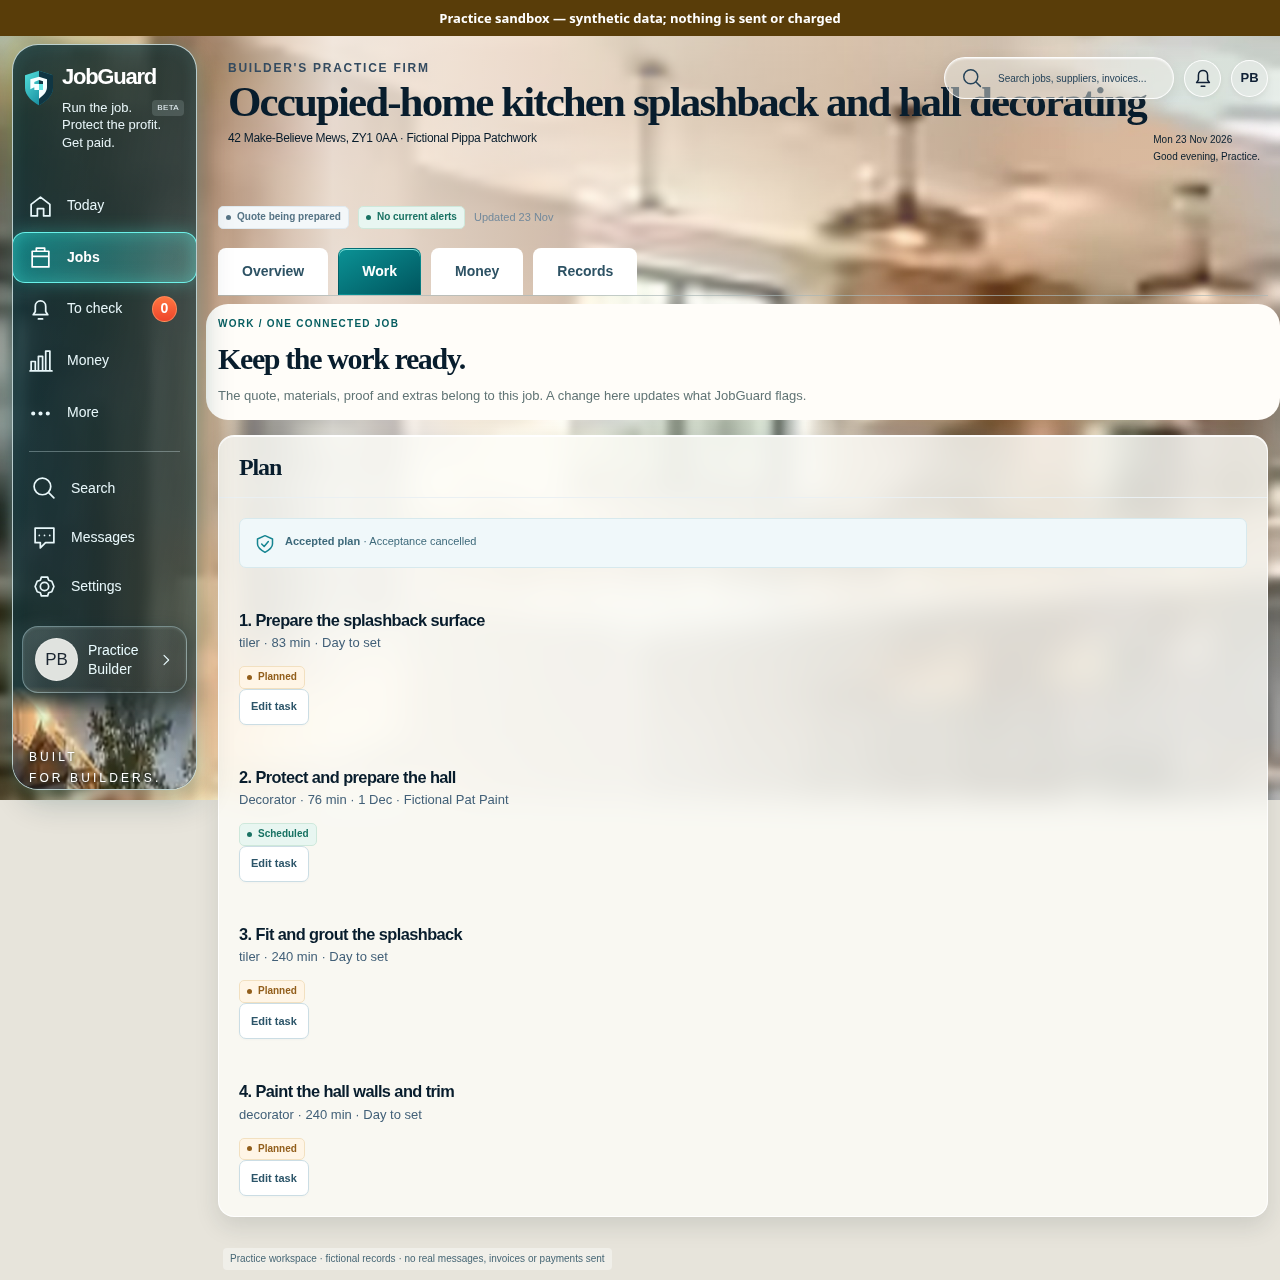 Practice sandbox — synthetic data; nothing is sent or charged
JobGuard
Run the job.
BETA
Protect the profit.
Get paid.
Today
Jobs
To check
0
Money
More
Search
Messages
Settings
PB
Practice
Builder
BUILT
FOR BUILDERS.
BUILDER'S PRACTICE FIRM
Search jobs, suppliers, invoices...
PB
Occupied-home kitchen splashback and hall decorating
42 Make-Believe Mews, ZY1 0AA · Fictional Pippa Patchwork
Mon 23 Nov 2026
Good evening, Practice.
Quote being prepared
No current alerts
Updated 23 Nov
Overview
Work
Money
Records
WORK / ONE CONNECTED JOB
Keep the work ready.
The quote, materials, proof and extras belong to this job. A change here updates what JobGuard flags.
Plan
Accepted plan · Acceptance cancelled
1. Prepare the splashback surface
tiler · 83 min · Day to set
Planned
Edit task
2. Protect and prepare the hall
Decorator · 76 min · 1 Dec · Fictional Pat Paint
Scheduled
Edit task
3. Fit and grout the splashback
tiler · 240 min · Day to set
Planned
Edit task
4. Paint the hall walls and trim
decorator · 240 min · Day to set
Planned
Edit task
Practice workspace · fictional records · no real messages, invoices or payments sent